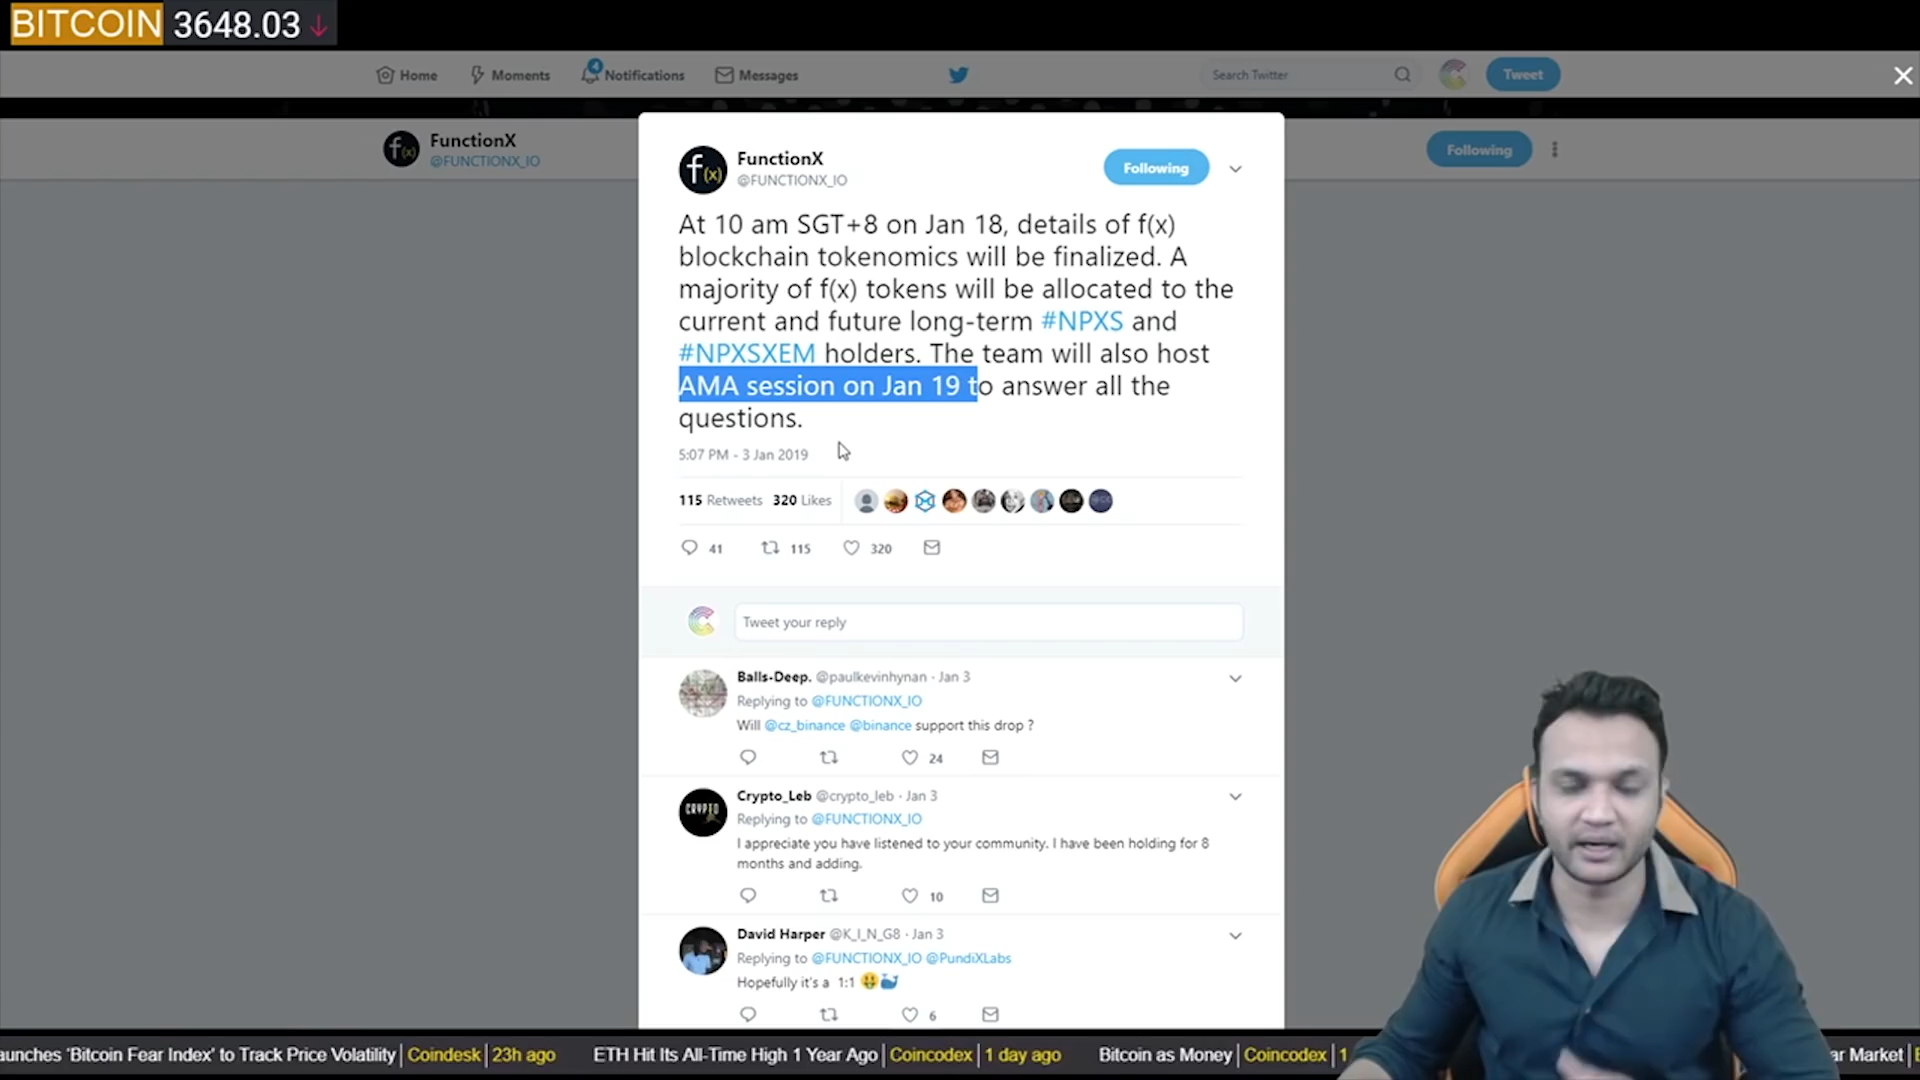 BITCOIN 3648.03
Home Moments 4 Notifications Messages Search Twitter Tweet
FunctionX
@FUNCTIONX_IO
Following
f(x)
FunctionX
@FUNCTIONX_IO
Following
At 10 am SGT+8 on Jan 18, details of f(x)
blockchain tokenomics will be finalized. A
majority of f(x) tokens will be allocated to the
current and future long-term #NPXS and
#NPXSXEM holders. The team will also host
AMA session on Jan 19 to answer all the
questions.
5:07 PM - 3 Jan 2019
115 Retweets 320 Likes
41 115 320
Tweet your reply
Balls-Deep. @paulkevinhynan · Jan 3
Replying to @FUNCTIONX_IO
Will @cz_binance @binance support this drop ?
24
CRYPTO
Crypto_Leb @crypto_leb · Jan 3
Replying to @FUNCTIONX_IO
I appreciate you have listened to your community. I have been holding for 8
months and adding.
10
David Harper @K_I_N_G8 · Jan 3
Replying to @FUNCTIONX_IO @PundiXLabs
Hopefully it's a 1:1 🤑🐳
6
aunches 'Bitcoin Fear Index' to Track Price Volatility | Coindesk | 23h ago ETH Hit Its All-Time High 1 Year Ago | Coincodex | 1 day ago Bitcoin as Money | Coincodex | 1 ar Market |